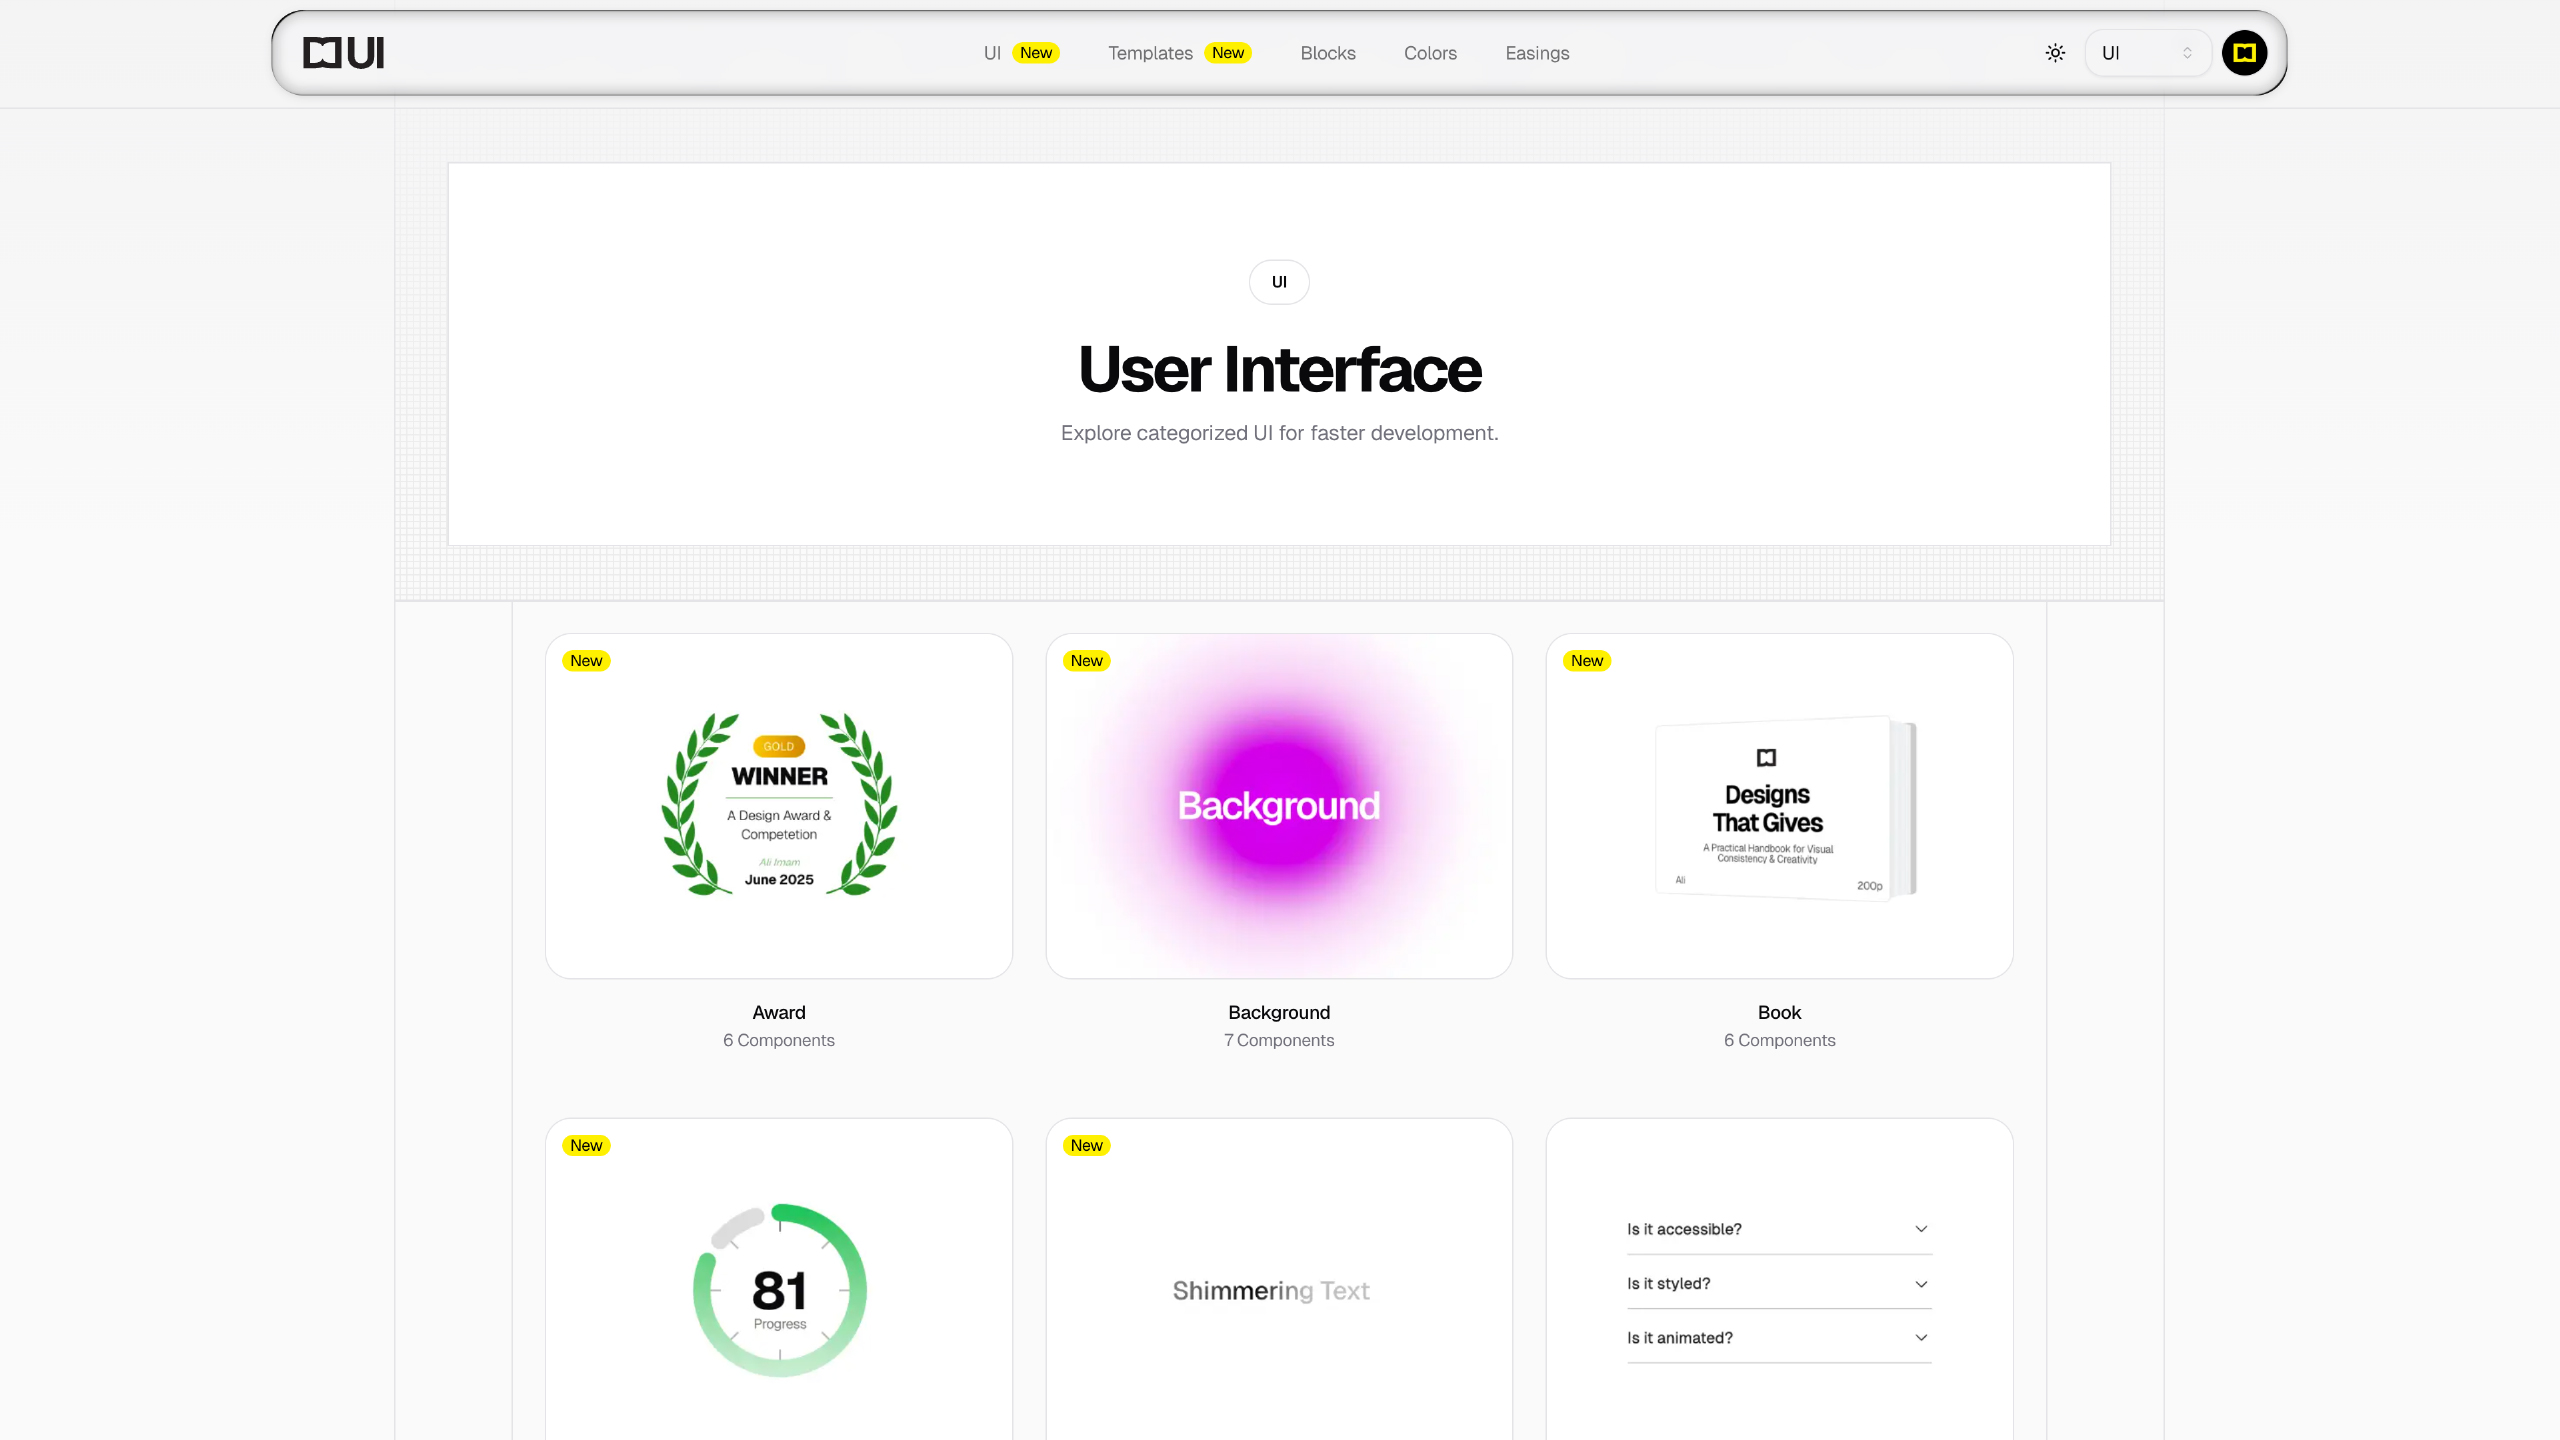 UI
UI New Templates New Blocks Colors Easings
UI
UI
User Interface
Explore categorized UI for faster development.
New
GOLD
WINNER
A Design Award &
Competetion
Ali Imam
June 2025
Award
6 Components
New
Background
Background
7 Components
New
Designs
That Gives
A Practical Handbook for Visual
Consistency & Creativity
Ali
200p
Book
6 Components
New
81
Progress
New
Shimmering Text
Is it accessible?
Is it styled?
Is it animated?